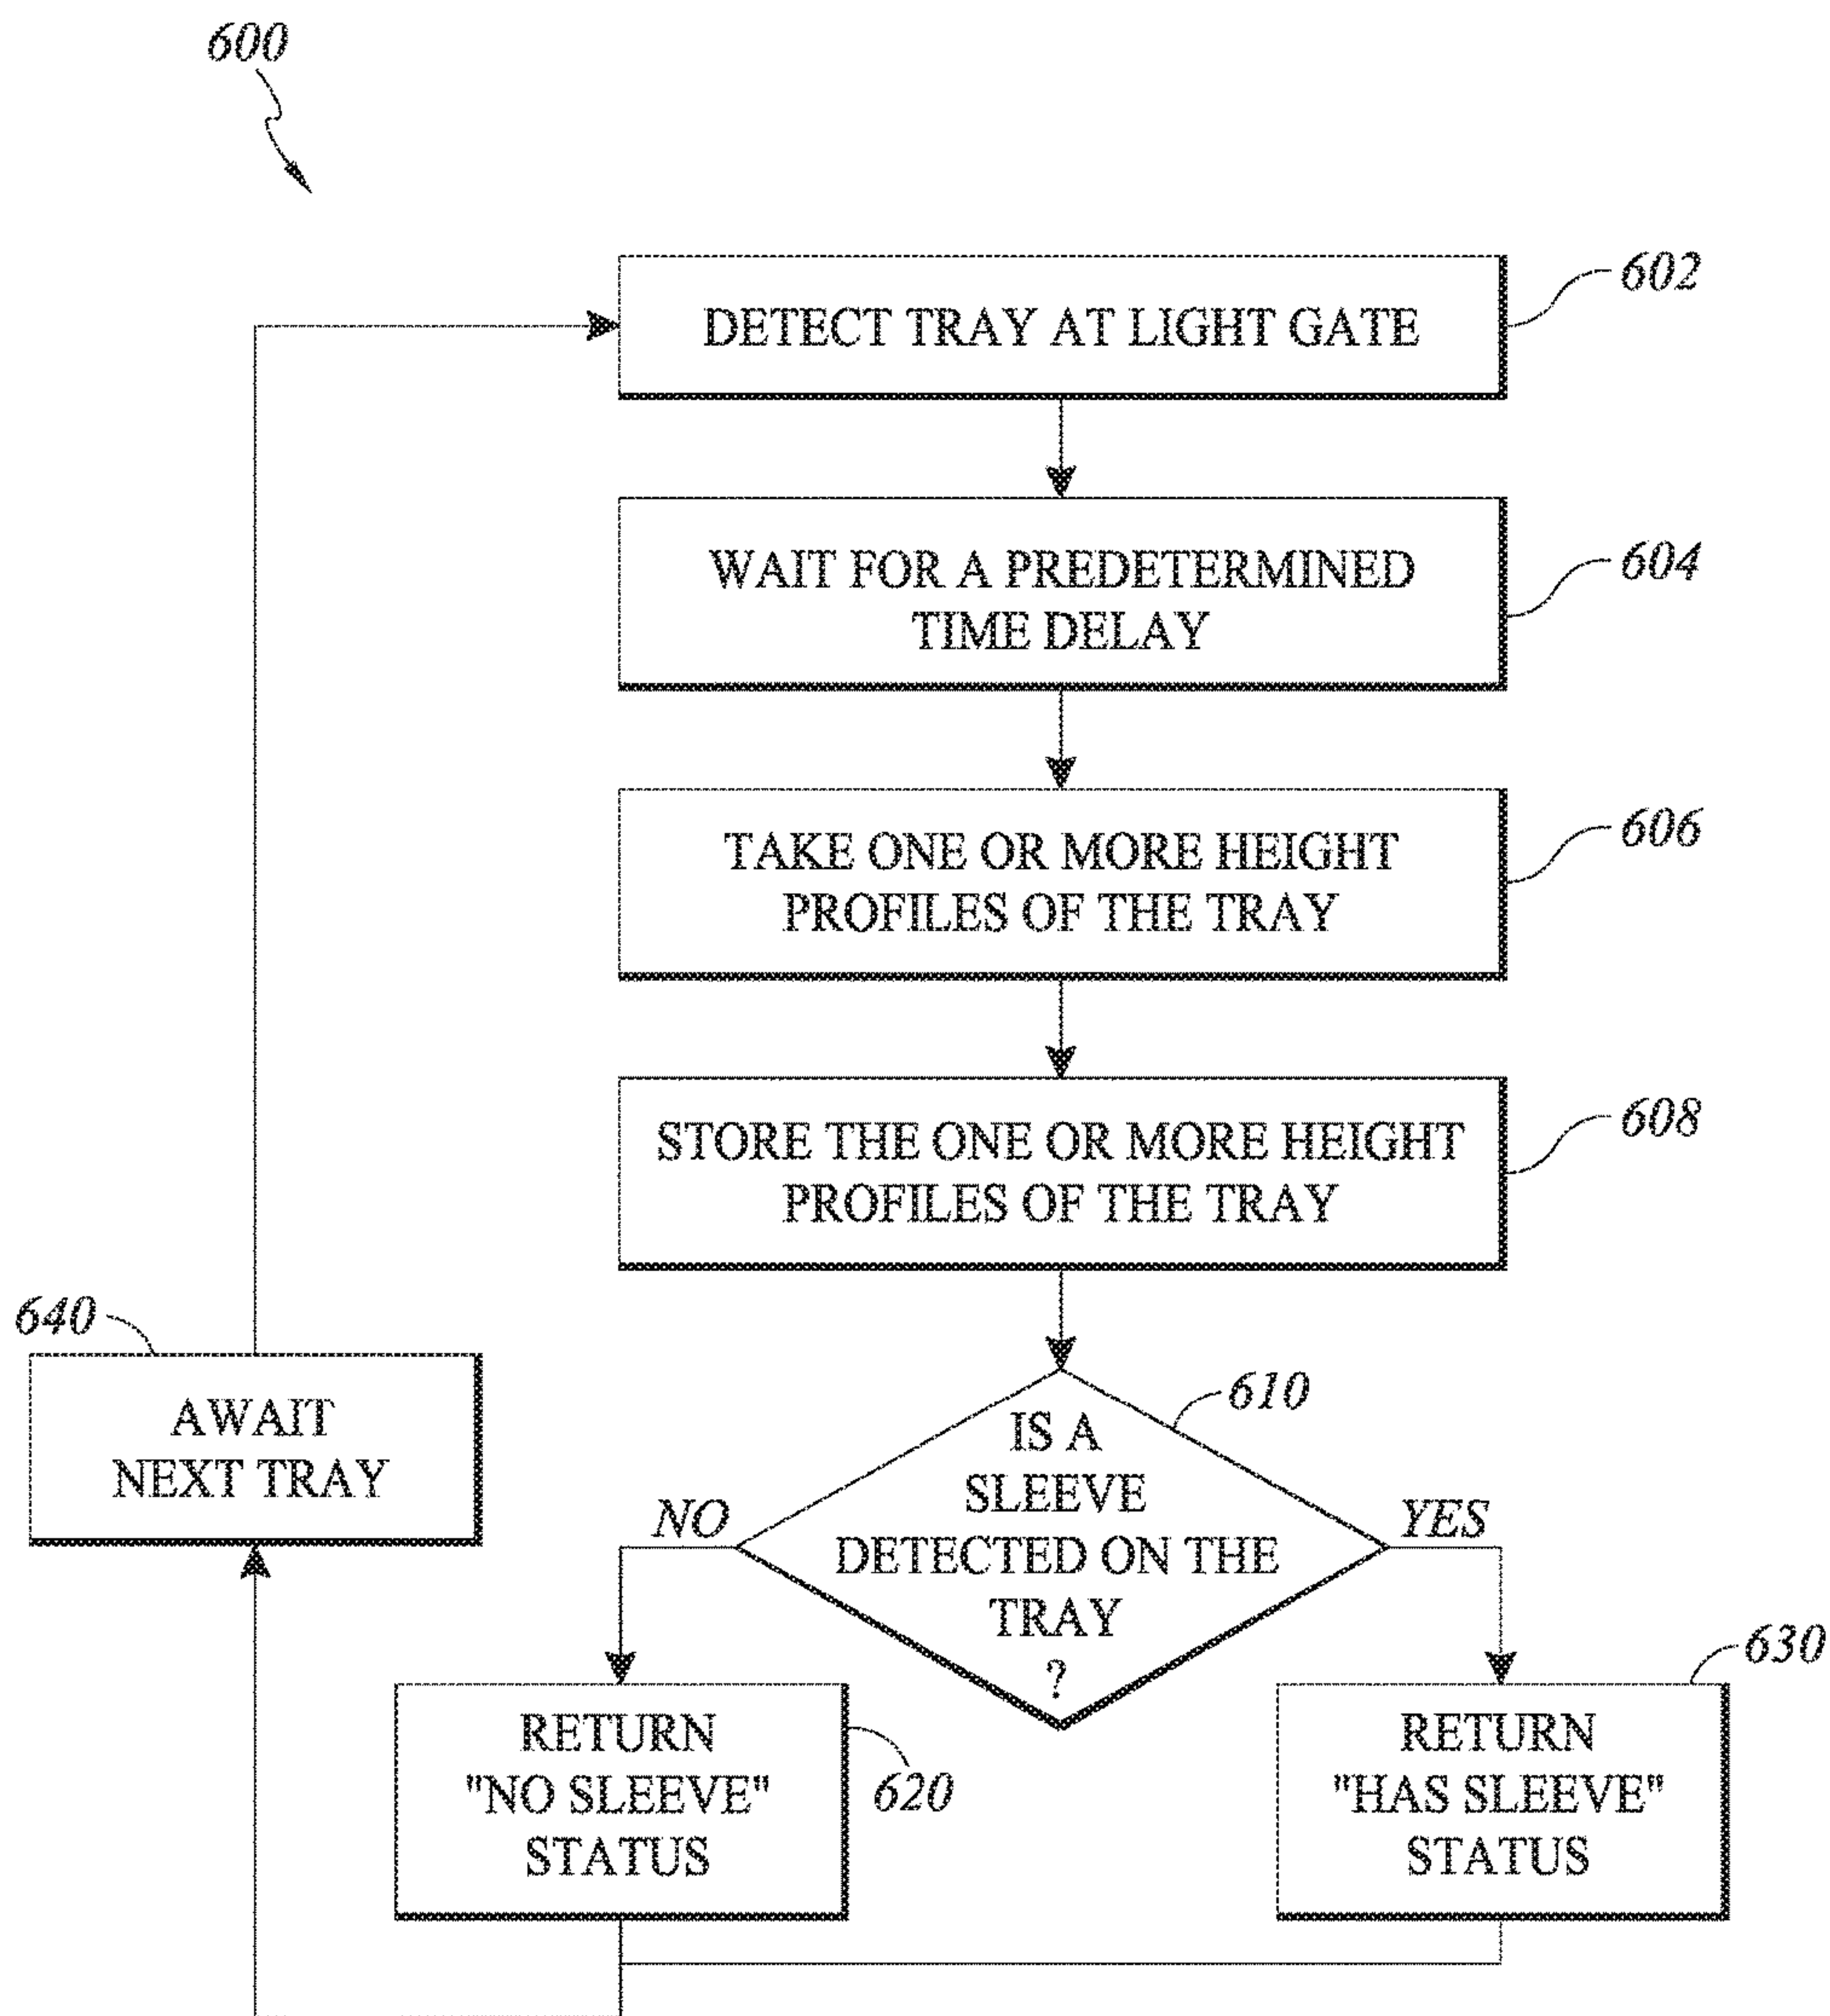 600
602
DETECT TRAY AT LIGHT GATE
604
WAIT FOR A PREDETERMINED
TIME DELAY
606
TAKE ONE OR MORE HEIGHT
PROFILES OF THE TRAY
608
STORE THE ONE OR MORE HEIGHT
PROFILES OF THE TRAY
640
AWAIT
NEXT TRAY
610
IS A
SLEEVE
DETECTED ON THE
TRAY
?
NO
YES
620
RETURN
"NO SLEEVE"
STATUS
630
RETURN
"HAS SLEEVE"
STATUS